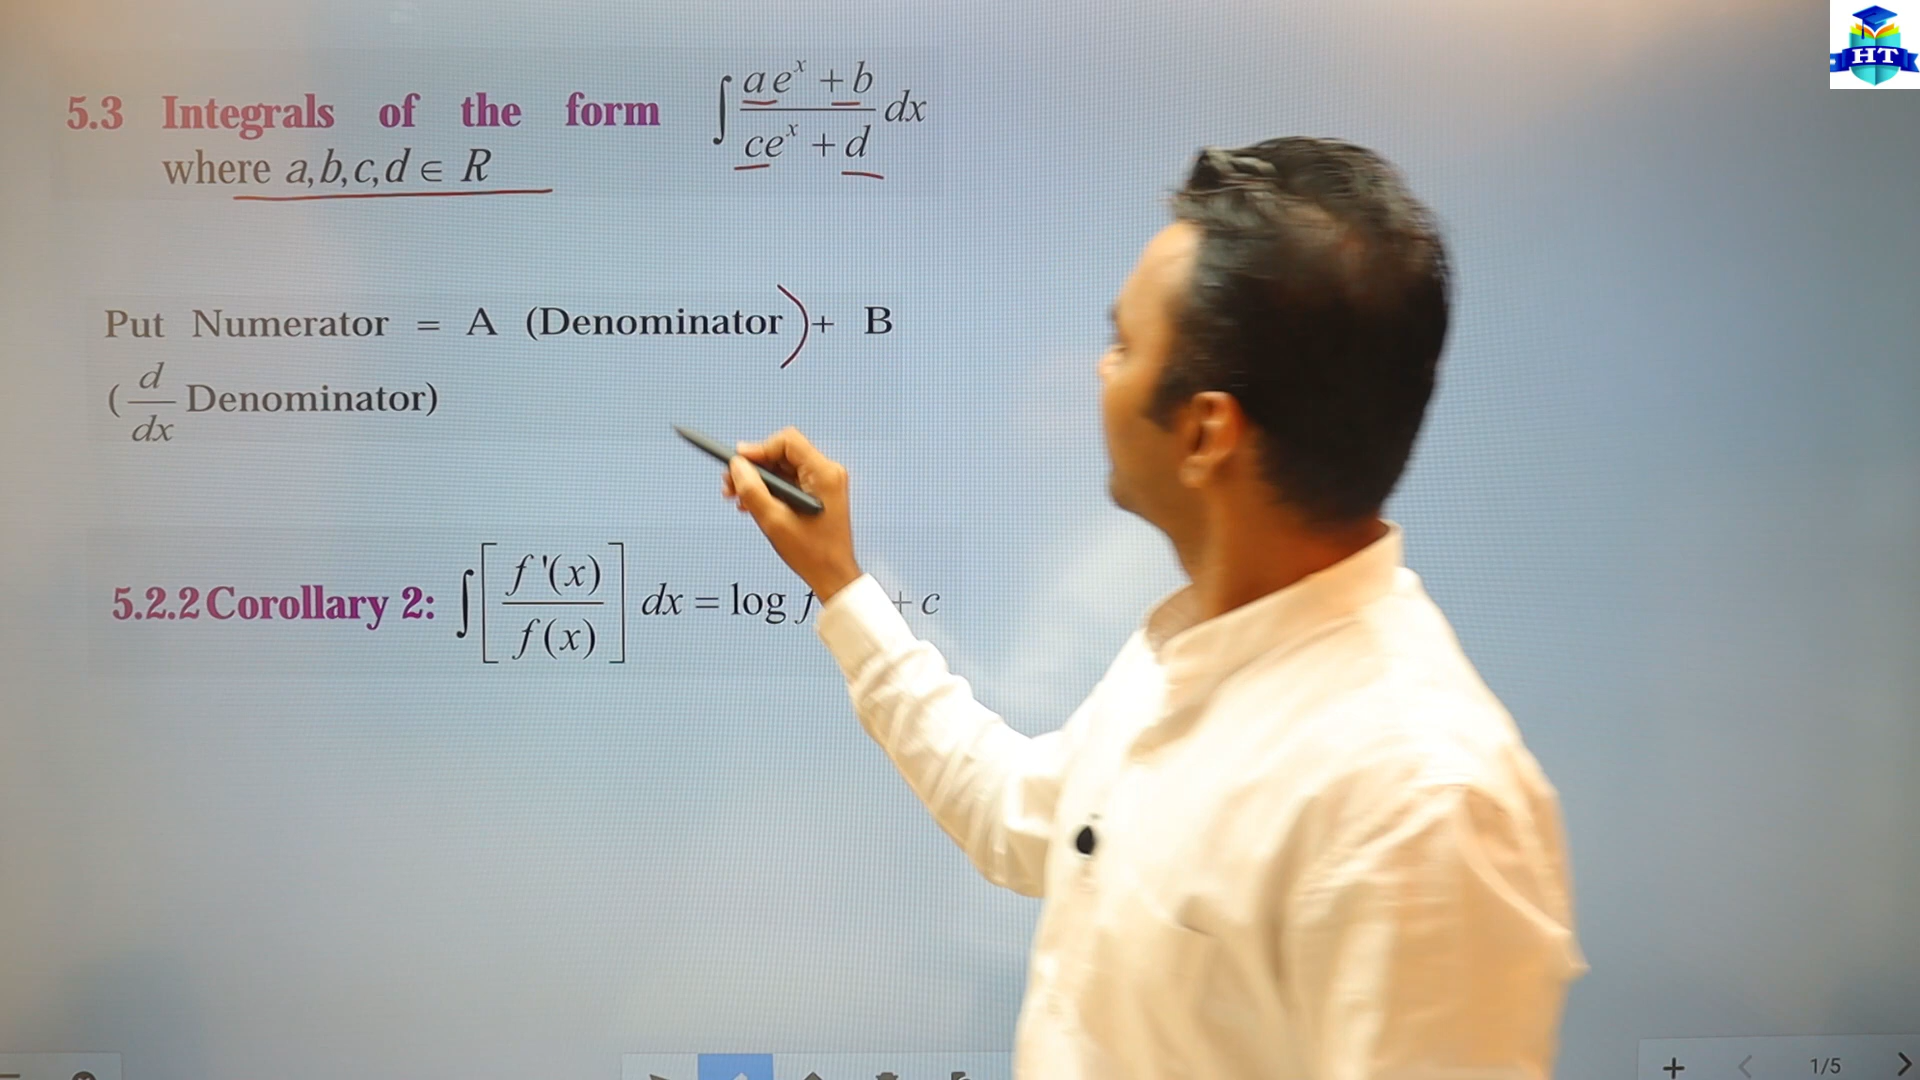 HT
5.3 Integrals of the form ∫ (ae^x + b)/(ce^x + d) dx
where a,b,c,d ∈ R
Put Numerator = A (Denominator) + B
(d/dx Denominator)
5.2.2 Corollary 2: ∫ [f '(x)/f(x)] dx = log f + c
1/5